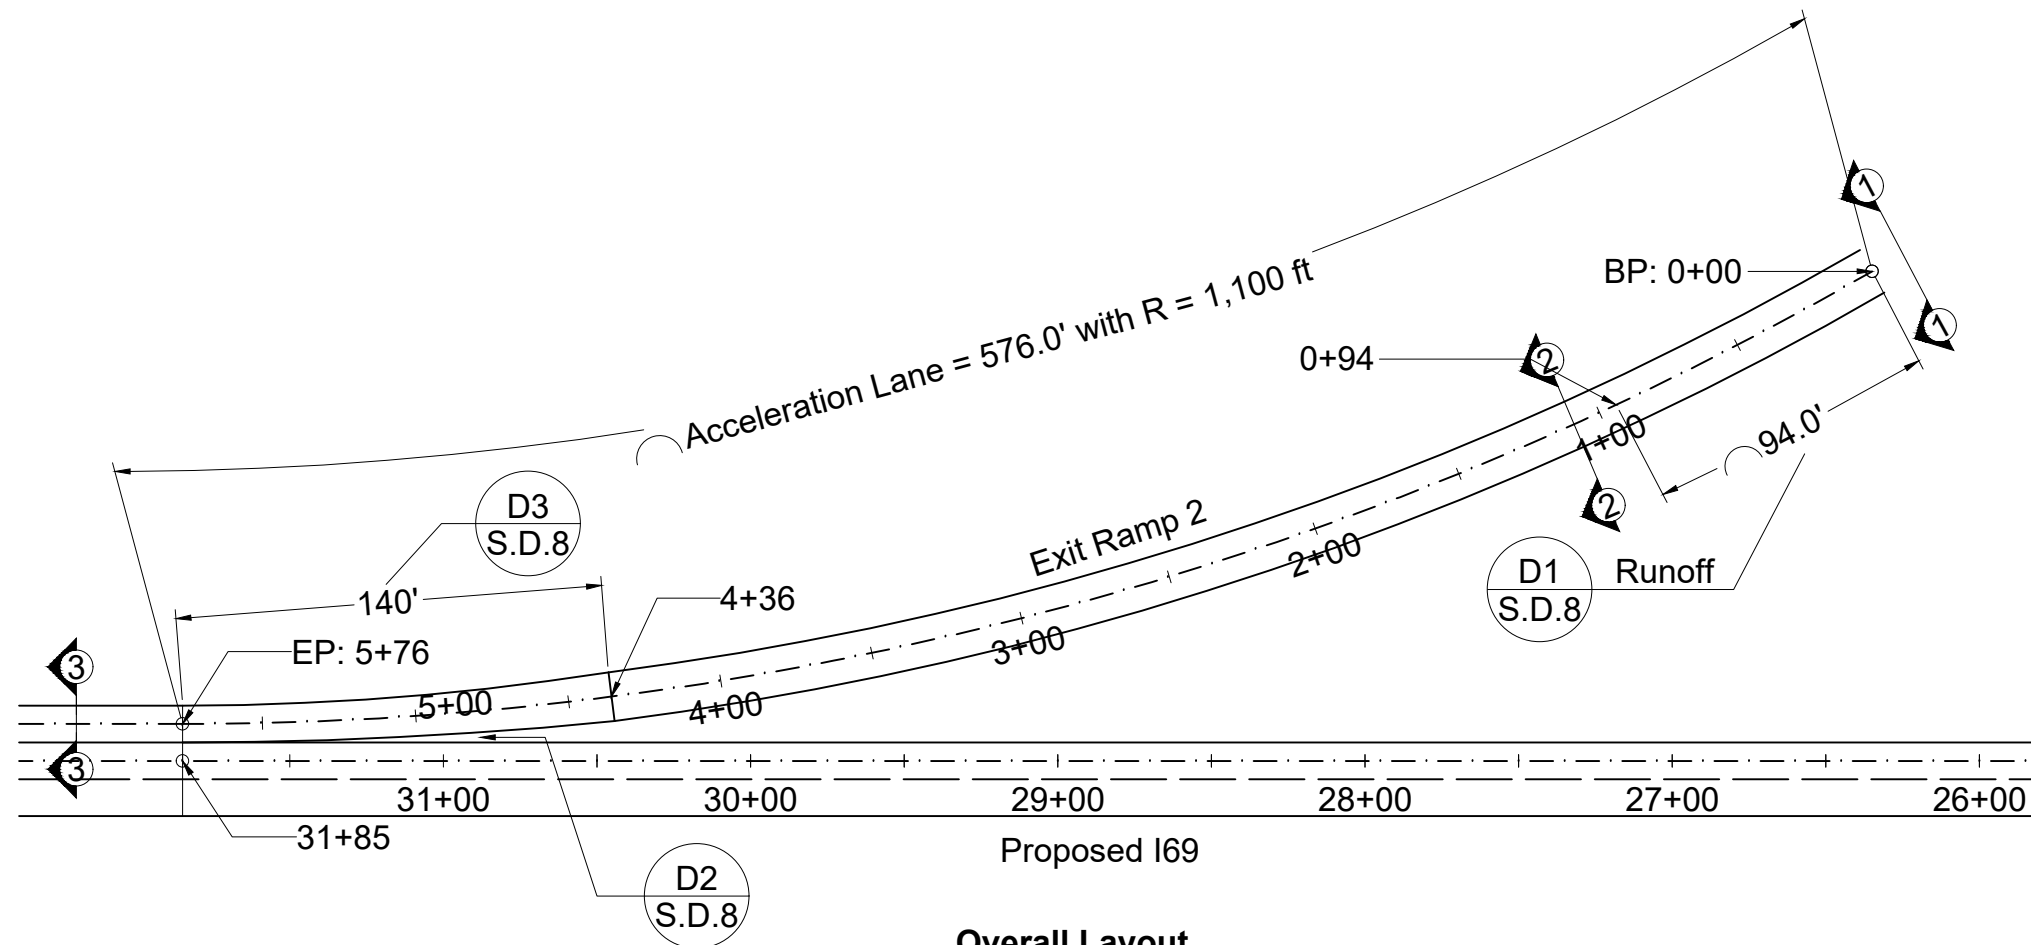 Acceleration Lane = 576.0' with R = 1,100 ft
1
BP: 0+00
1
0+94
2
1+00
94.0'
2
D3
S.D.8
Exit Ramp 2
2+00
D1
S.D.8
Runoff
140'
4+36
EP: 5+76
3+00
3
5+00
4+00
3
31+00
30+00
29+00
28+00
27+00
26+00
31+85
Proposed I69
D2
S.D.8
Overall Layout